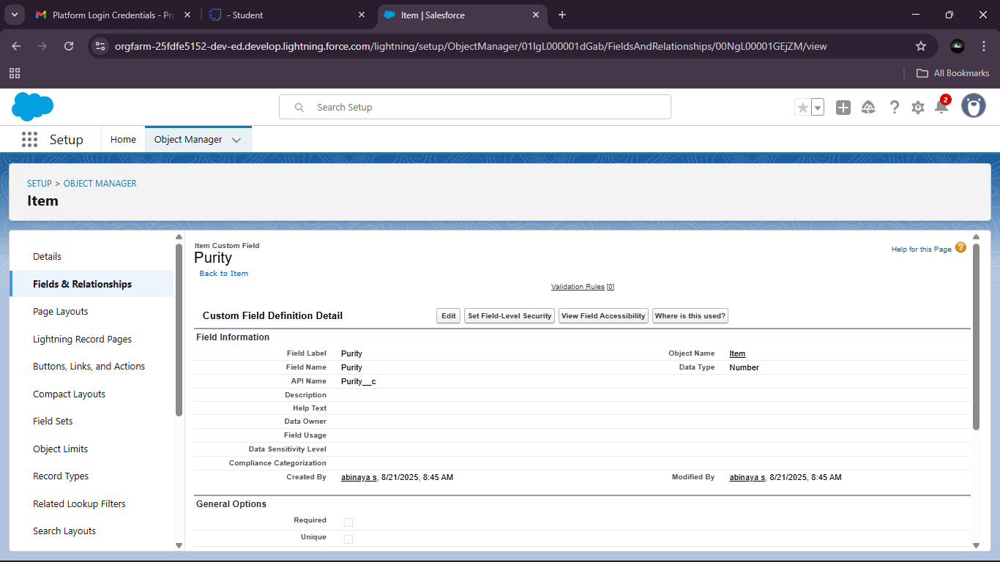 Platform Login Credentials - Pro
- Student
Item | Salesforce
orgfarm-25fdfe5152-dev-ed.develop.lightning.force.com/lightning/setup/ObjectManager/01IgL000001dGab/FieldsAndRelationships/00NgL00001GEjZM/view
All Bookmarks
Search Setup
2
Setup
Home
Object Manager
SETUP > OBJECT MANAGER
Item
Details
Fields & Relationships
Page Layouts
Lightning Record Pages
Buttons, Links, and Actions
Compact Layouts
Field Sets
Object Limits
Record Types
Related Lookup Filters
Search Layouts
Item Custom Field
Purity
Help for this Page ?
Back to Item
Validation Rules [0]
Custom Field Definition Detail Edit Set Field-Level Security View Field Accessibility Where is this used?
Field Information
Field Label Purity Object Name Item
Field Name Purity Data Type Number
API Name Purity__c
Description
Help Text
Data Owner
Field Usage
Data Sensitivity Level
Compliance Categorization
Created By abinaya s, 8/21/2025, 8:45 AM Modified By abinaya s, 8/21/2025, 8:45 AM
General Options
Required
Unique